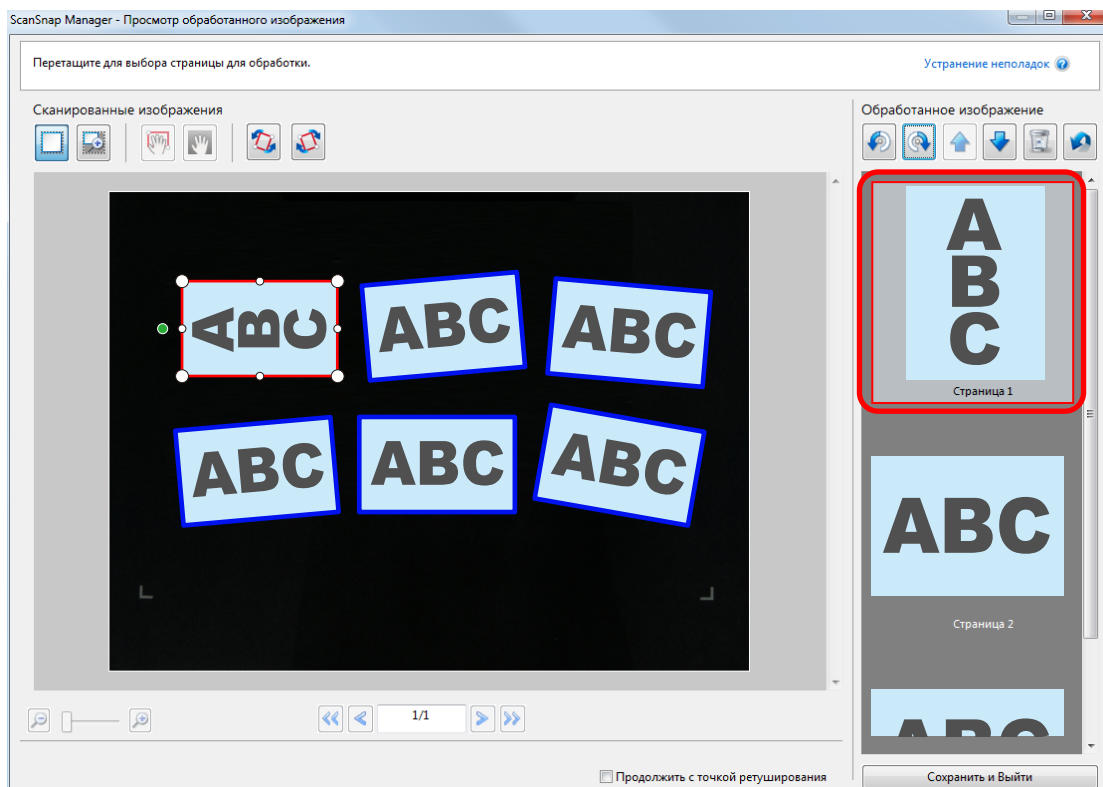 ScanSnap Manager - Просмотр обработанного изображения
Перетащите для выбора страницы для обработки.
Устранение неполадок
Сканированные изображения
Обработанное изображение
A
B
C
ABC
ABC
ABC
ABC
ABC
1/1
Продолжить с точкой ретуширования
A
B
C
Страница 1
ABC
Страница 2
ABC
Сохранить и Выйти